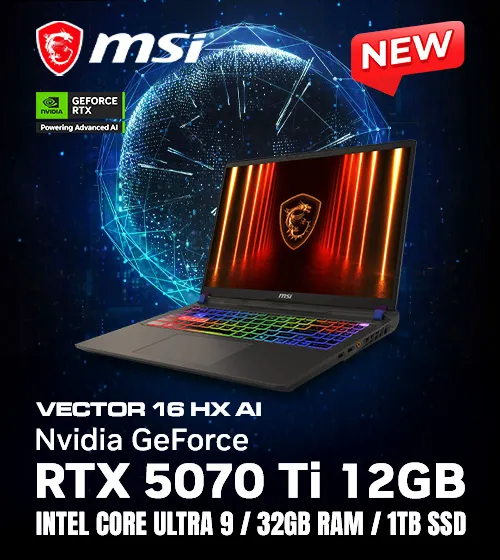 msi
NEW
NVIDIA
GEFORCE
RTX
Powering Advanced AI
msi
VECTOR 16 HX AI
Nvidia GeForce
RTX 5070 Ti 12GB
INTEL CORE ULTRA 9 / 32GB RAM / 1TB SSD